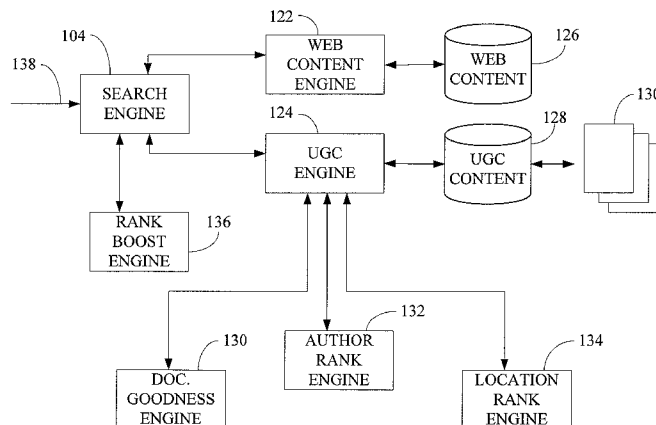 122
126
104
WEB
CONTENT
ENGINE
WEB
CONTENT
138
SEARCH
ENGINE
124
128
130
UGC
ENGINE
UGC
CONTENT
RANK
BOOST
ENGINE
136
132
AUTHOR
RANK
ENGINE
130
134
DOC.
GOODNESS
ENGINE
LOCATION
RANK
ENGINE